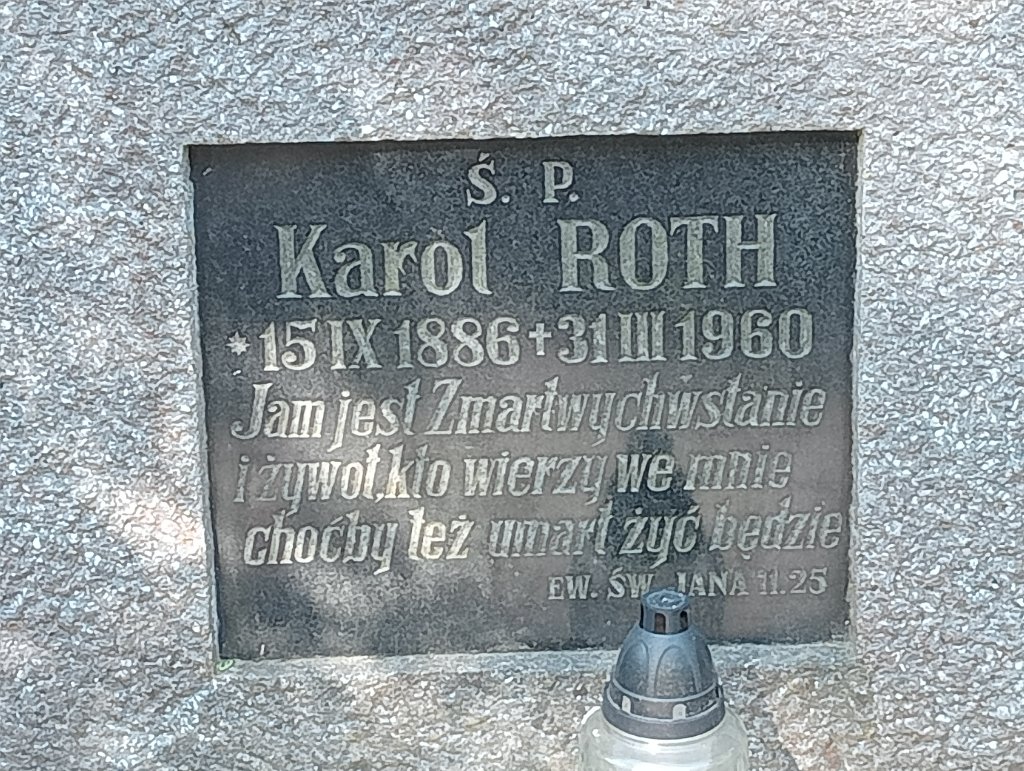 Ś. P.
Karol ROTH
* 15 IX 1886 + 31 III 1960
Jam jest Zmartwychwstanie
i żywot, kto wierzy we mnie
choćby też umarł żyć będzie
EW. ŚW. JANA 11.25